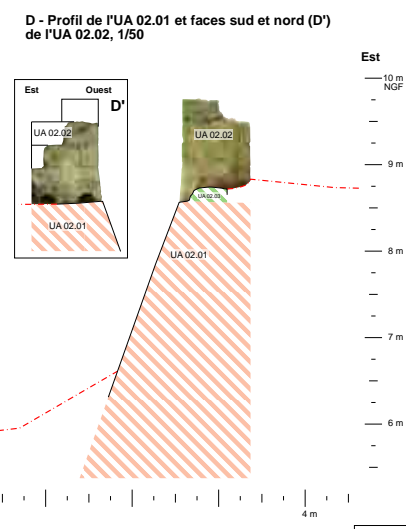 D - Profil de l'UA 02.01 et faces sud et nord (D')
de l'UA 02.02, 1/50
Est
10 m
NGF
Est Ouest
D'
UA 02.02
UA 02.02
9 m
UA 02.03
UA 02.01
8 m
UA 02.01
7 m
6 m
4 m